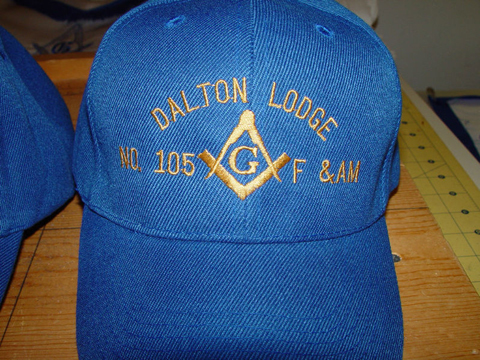 DALTON LODGE
NO. 105 G F & AM